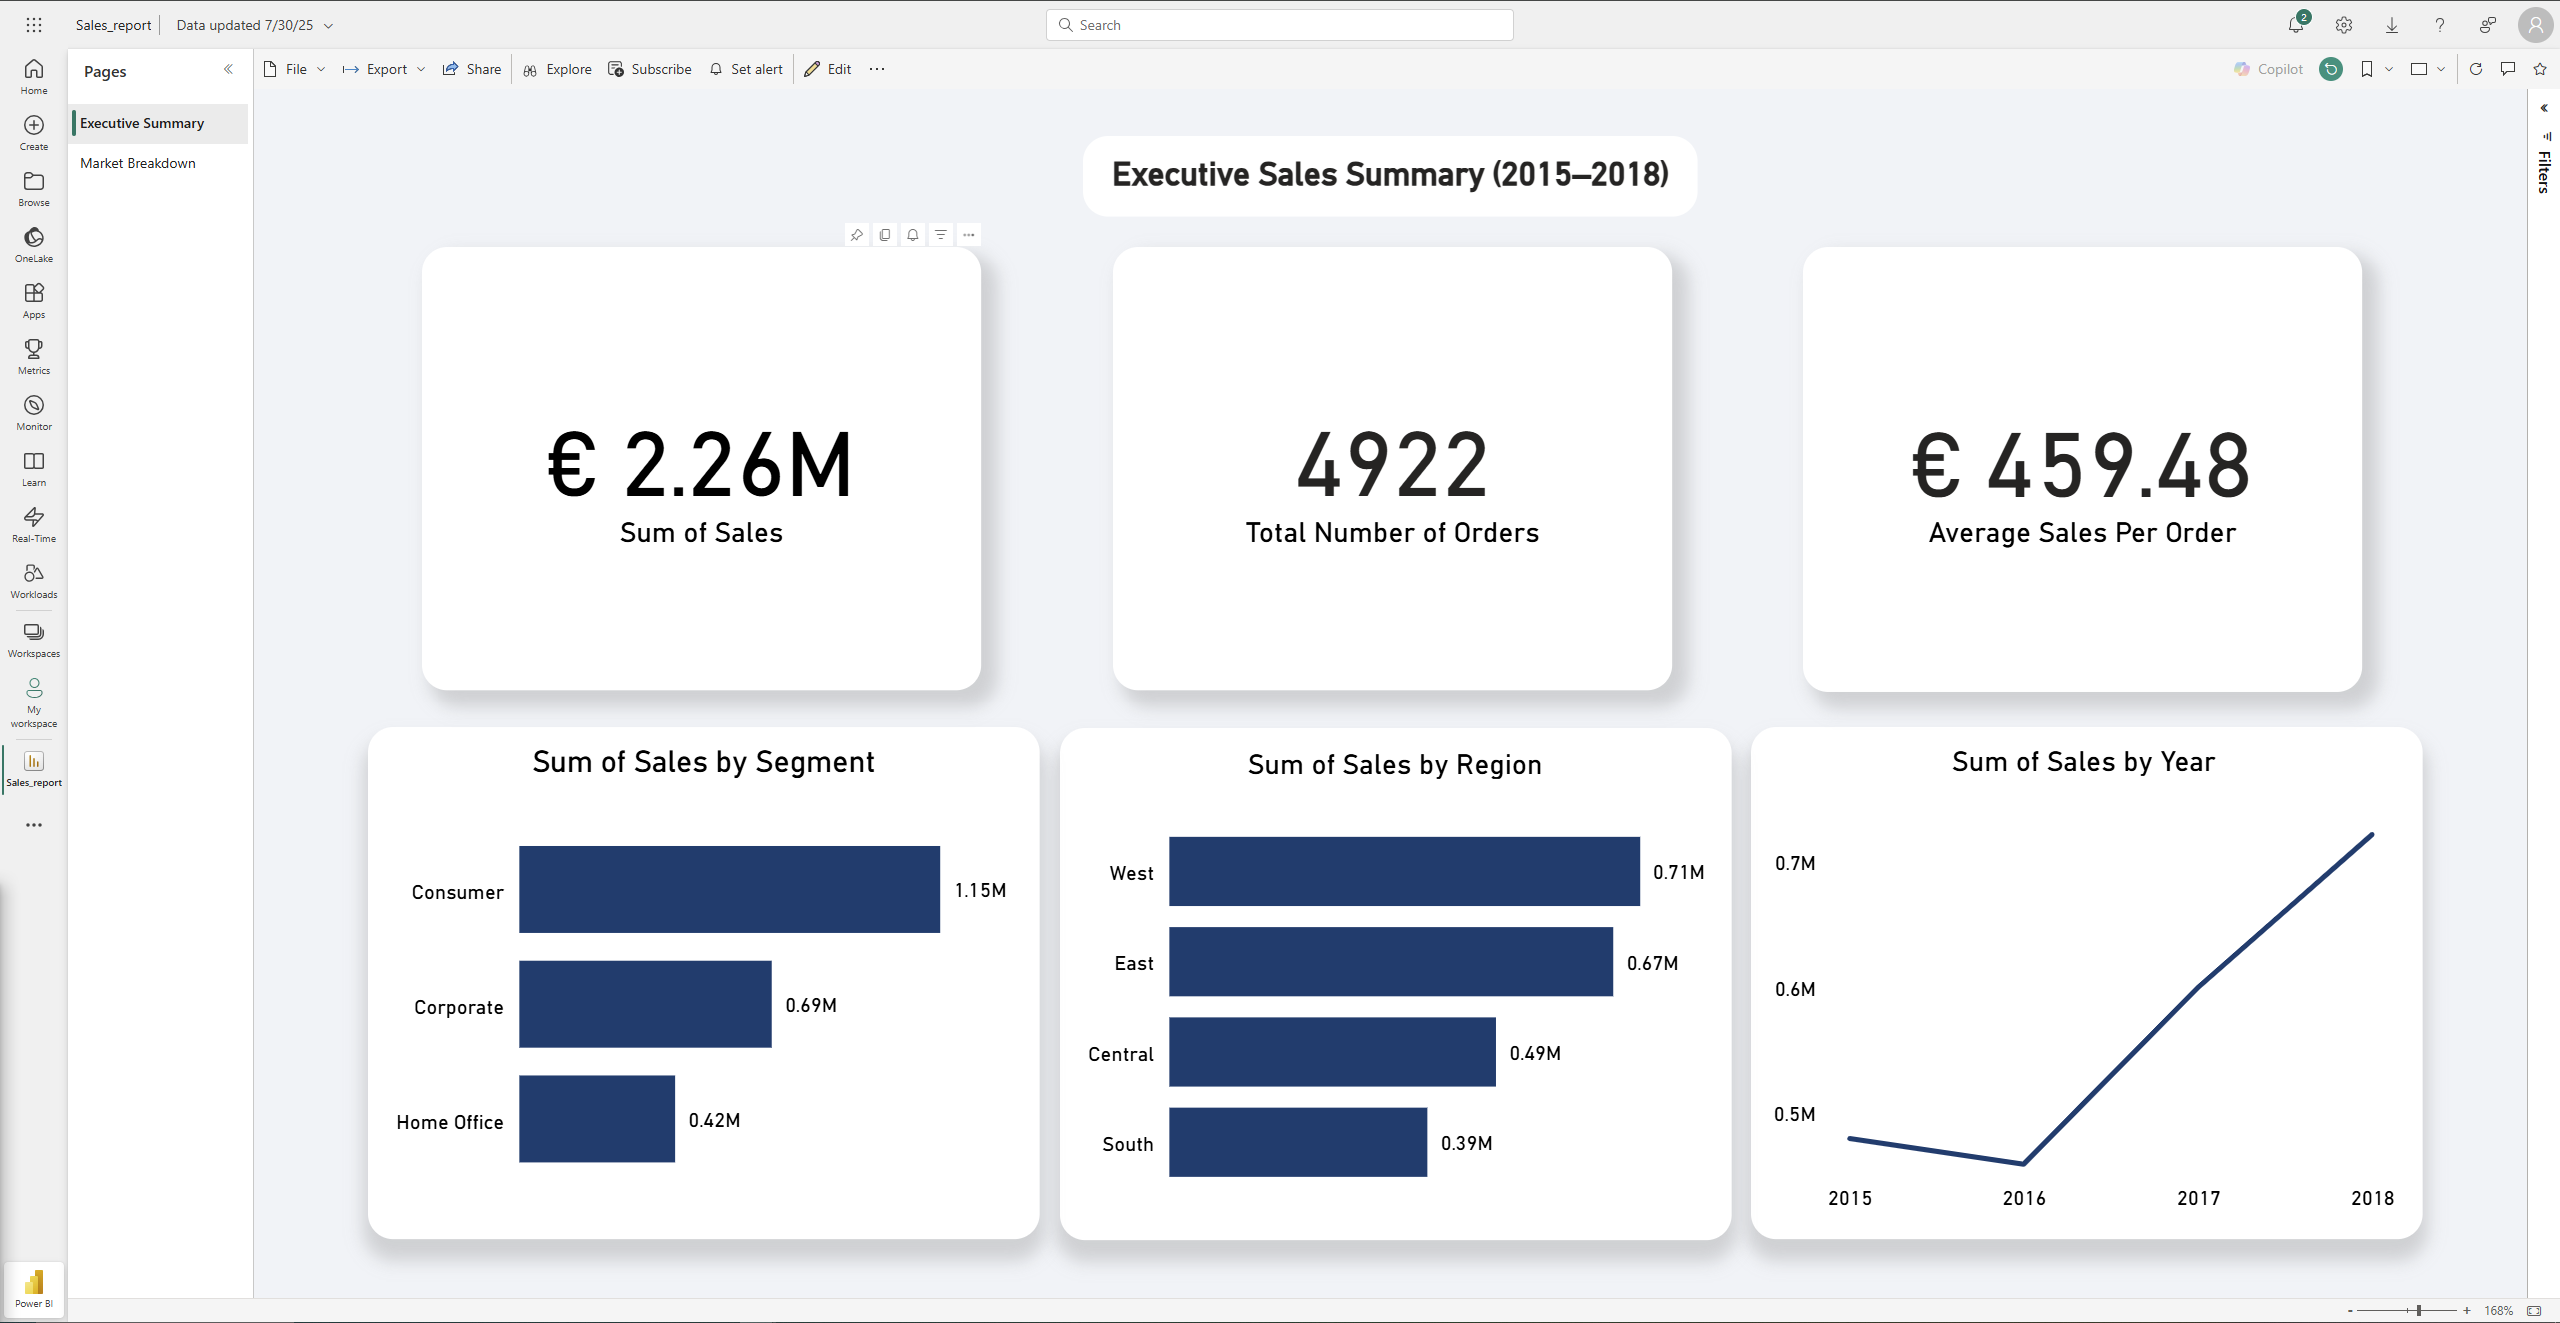 Sales_report
Data updated 7/30/25
Search
2
Home
Create
Browse
OneLake
Apps
Metrics
Monitor
Learn
Real-Time
Workloads
Workspaces
My
workspace
Sales_report
Power BI
Pages
Executive Summary
Market Breakdown
File
Export
Share
Explore
Subscribe
Set alert
Edit
Copilot
Filters
Executive Sales Summary (2015–2018)
€ 2.26M
Sum of Sales
4922
Total Number of Orders
€ 459.48
Average Sales Per Order
Sum of Sales by Segment
Consumer 1.15M
Corporate 0.69M
Home Office 0.42M
Sum of Sales by Region
West 0.71M
East 0.67M
Central 0.49M
South 0.39M
Sum of Sales by Year
0.7M
0.6M
0.5M
2015 2016 2017 2018
- + 168%